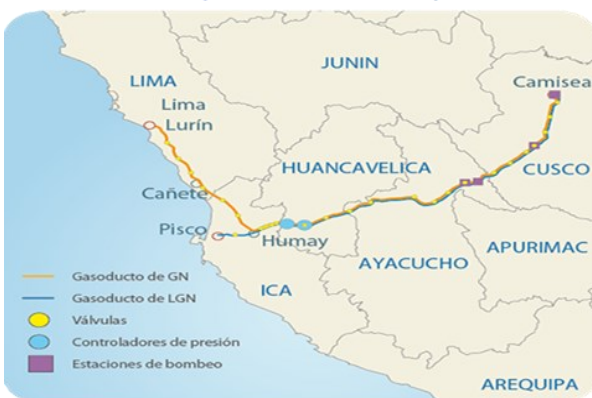 JUNIN
LIMA
Camisea
Lima
Lurín
HUANCAVELICA
CUSCO
Cañete
Pisco
Humay
APURIMAC
AYACUCHO
ICA
Gasoducto de GN
Gasoducto de LGN
Válvulas
Controladores de presión
Estaciones de bombeo
AREQUIPA